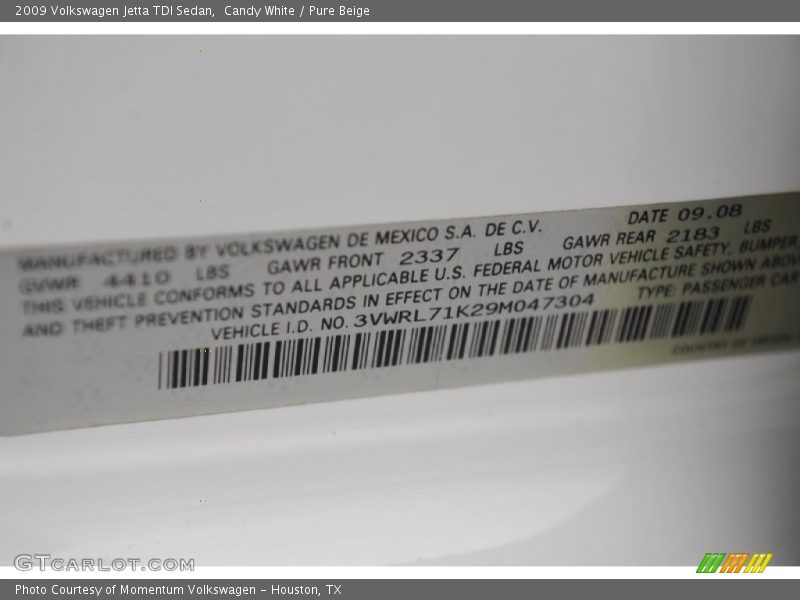 2009 Volkswagen Jetta TDI Sedan,  Candy White / Pure Beige
DATE 09.08
MANUFACTURED BY VOLKSWAGEN DE MEXICO S.A. DE C.V.
GVWR 4410 LBS GAWR FRONT 2337 LBS GAWR REAR 2183 LBS
THIS VEHICLE CONFORMS TO ALL APPLICABLE U.S. FEDERAL MOTOR VEHICLE SAFETY, BUMPER,
AND THEFT PREVENTION STANDARDS IN EFFECT ON THE DATE OF MANUFACTURE SHOWN ABOVE
VEHICLE I.D. NO. 3VWRL71K29M047304 TYPE: PASSENGER CAR
COUNTRY OF ORIGIN
GTCARLOT.COM
Photo Courtesy of Momentum Volkswagen - Houston, TX